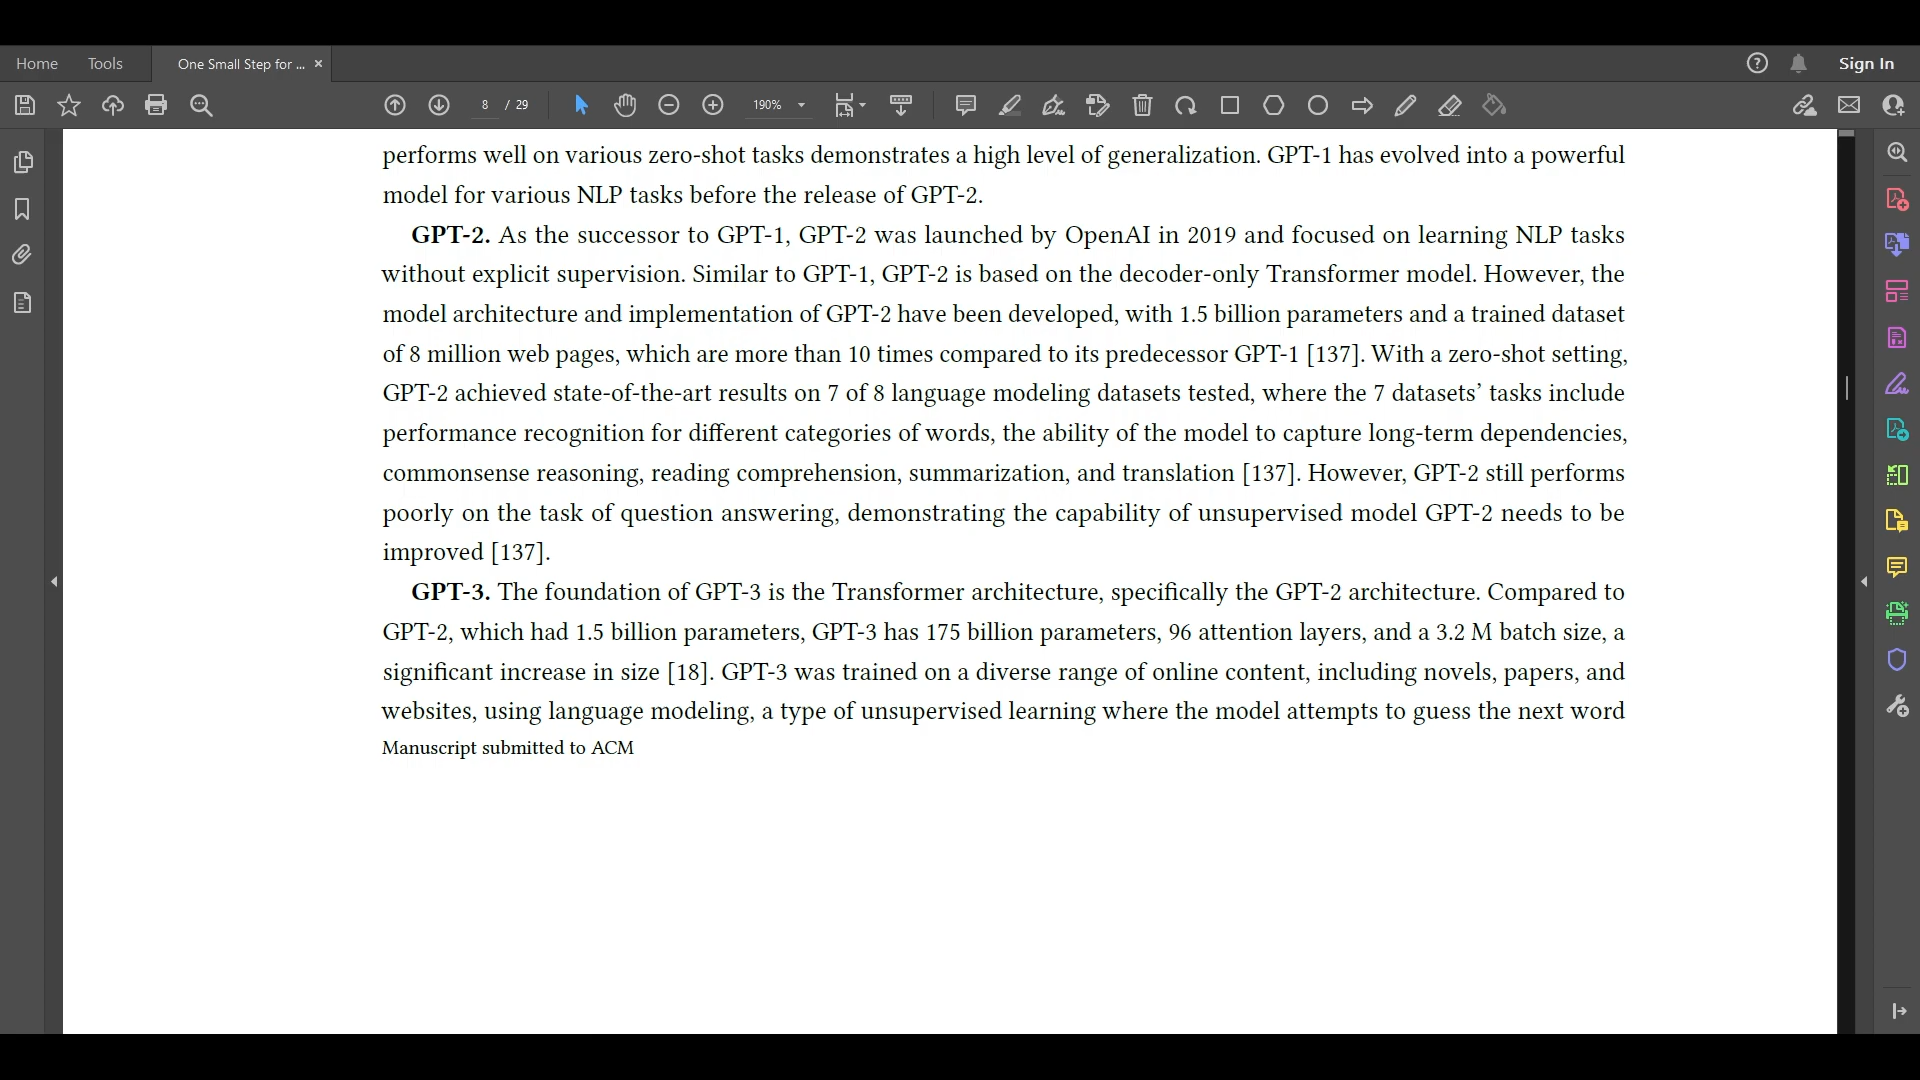 Home Tools One Small Step for ... × Sign In
8 / 29 190%
performs well on various zero-shot tasks demonstrates a high level of generalization. GPT-1 has evolved into a powerful
model for various NLP tasks before the release of GPT-2.
GPT-2. As the successor to GPT-1, GPT-2 was launched by OpenAI in 2019 and focused on learning NLP tasks
without explicit supervision. Similar to GPT-1, GPT-2 is based on the decoder-only Transformer model. However, the
model architecture and implementation of GPT-2 have been developed, with 1.5 billion parameters and a trained dataset
of 8 million web pages, which are more than 10 times compared to its predecessor GPT-1 [137]. With a zero-shot setting,
GPT-2 achieved state-of-the-art results on 7 of 8 language modeling datasets tested, where the 7 datasets’ tasks include
performance recognition for different categories of words, the ability of the model to capture long-term dependencies,
commonsense reasoning, reading comprehension, summarization, and translation [137]. However, GPT-2 still performs
poorly on the task of question answering, demonstrating the capability of unsupervised model GPT-2 needs to be
improved [137].
GPT-3. The foundation of GPT-3 is the Transformer architecture, specifically the GPT-2 architecture. Compared to
GPT-2, which had 1.5 billion parameters, GPT-3 has 175 billion parameters, 96 attention layers, and a 3.2 M batch size, a
significant increase in size [18]. GPT-3 was trained on a diverse range of online content, including novels, papers, and
websites, using language modeling, a type of unsupervised learning where the model attempts to guess the next word
Manuscript submitted to ACM